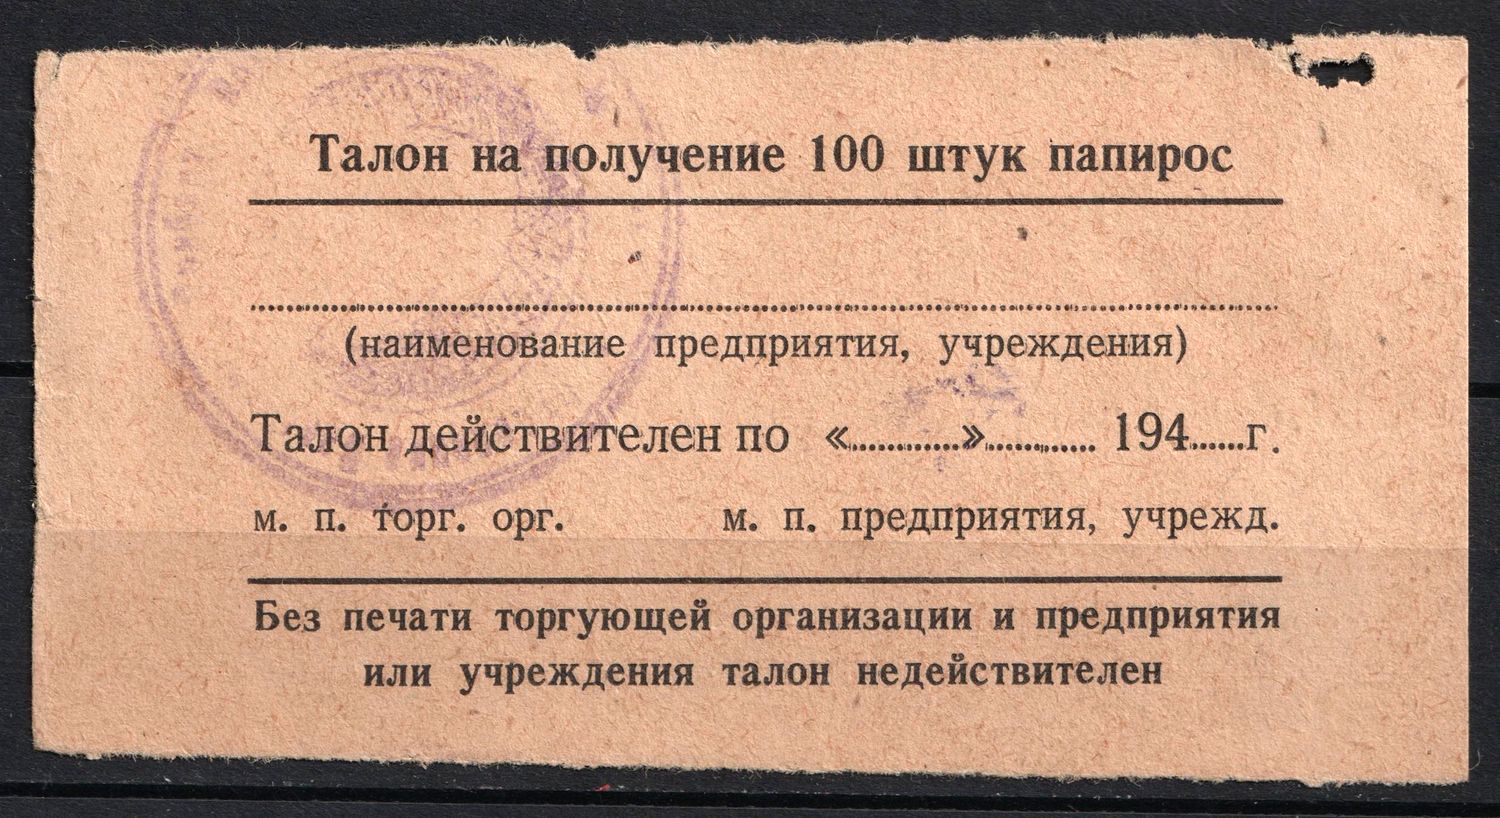 Талон на получение 100 штук папирос
(наименование предприятия, учреждения)
Талон действителен по «............»............ 194......г.
м. п. торг. орг. м. п. предприятия, учрежд.
Без печати торгующей организации и предприятия
или учреждения талон недействителен